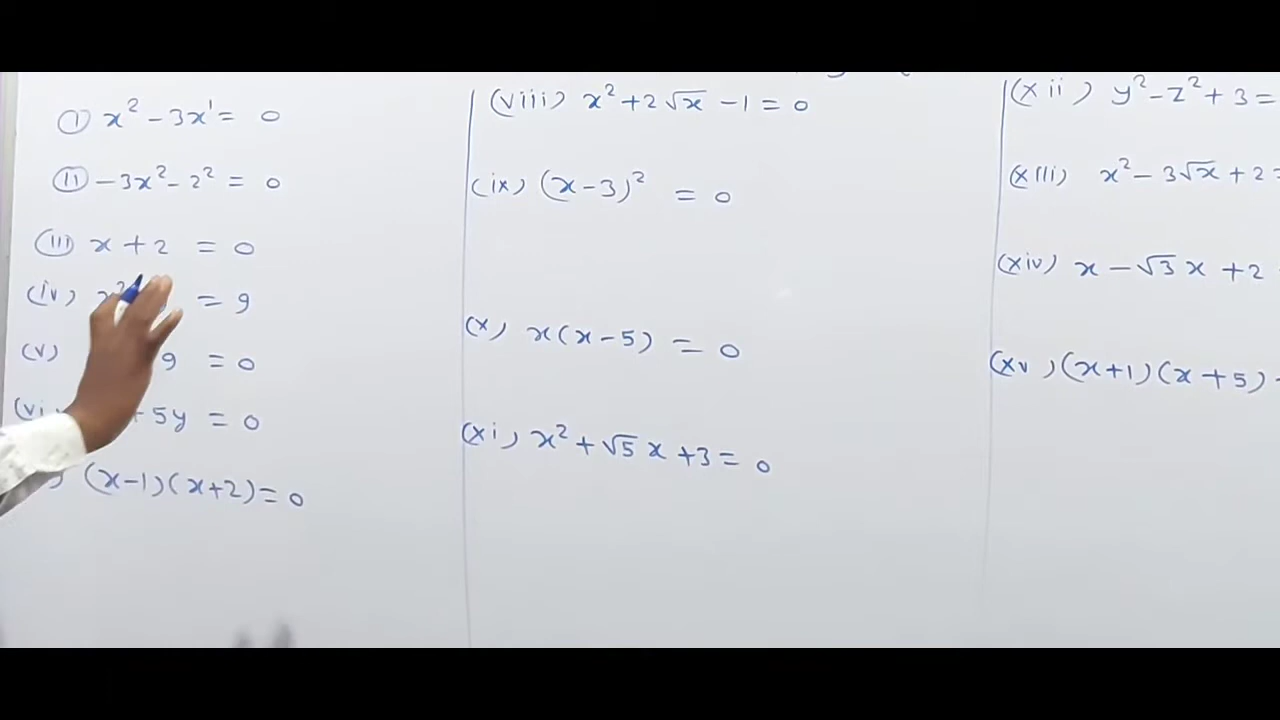 (i) x² - 3x¹ = 0
(ii) -3x² - 2² = 0
(iii) x + 2 = 0
(iv) x² = 9
(v) 9 = 0
(vi + 5y = 0
) (x-1)(x+2) = 0
(viii) x² + 2√x - 1 = 0
(ix) (x-3)² = 0
(x) x(x-5) = 0
(xi) x² + √5 x + 3 = 0
(xii) y² - z² + 3 =
(xiii) x² - 3√x + 2 =
(xiv) x - √3 x + 2
(xv) (x+1)(x+5)